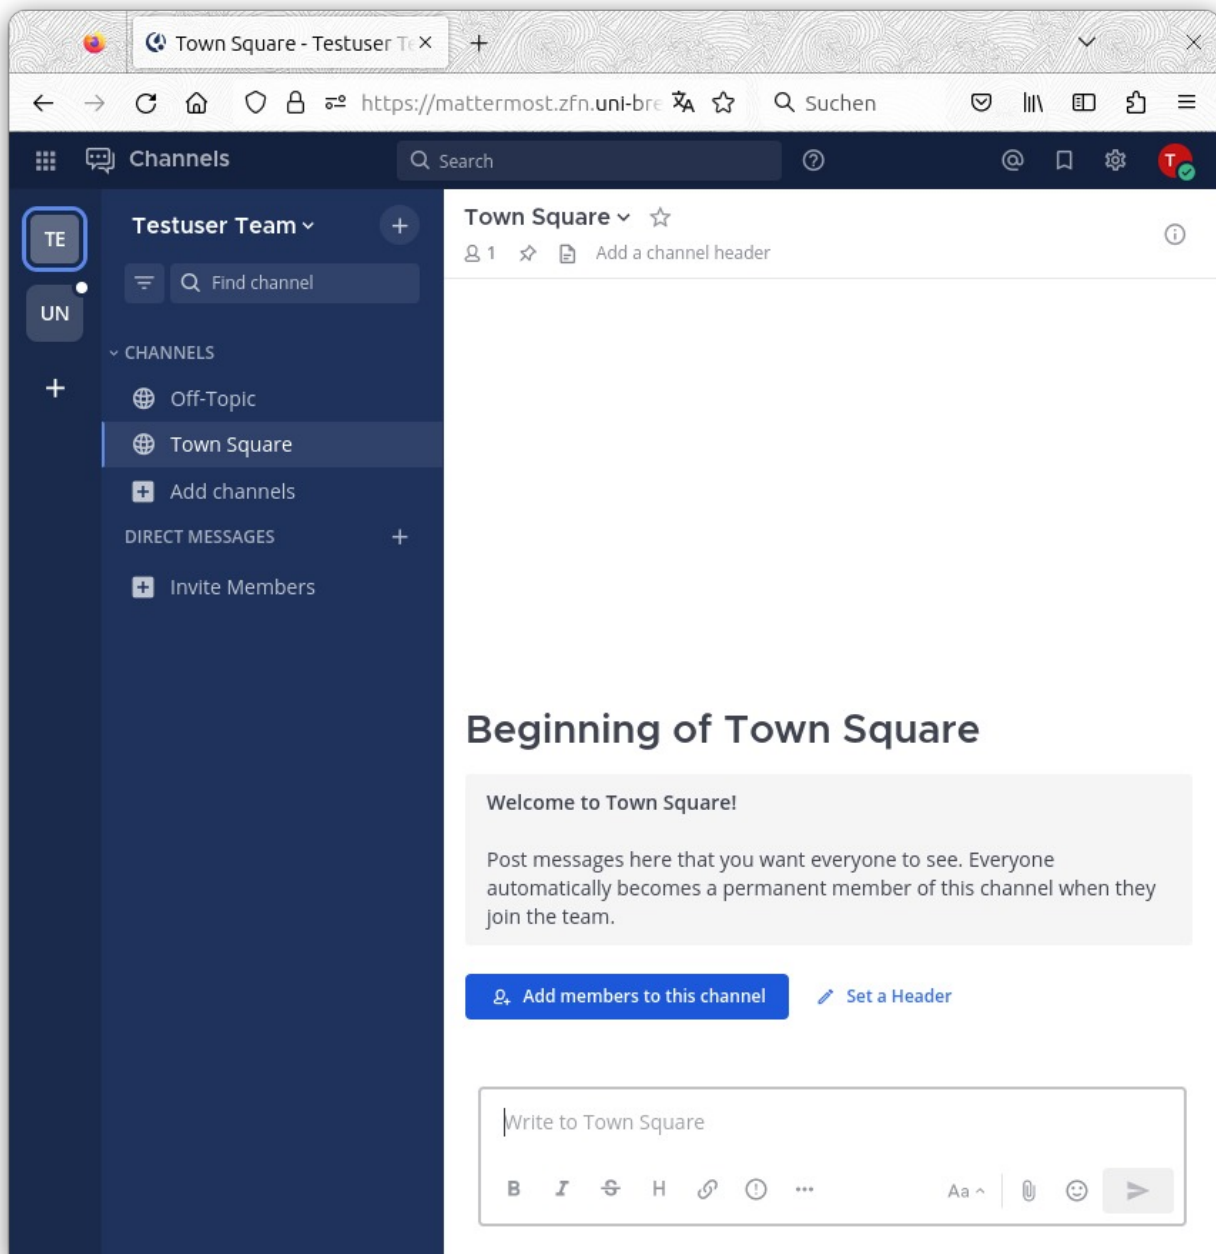 Town Square - Testuser Te
https://mattermost.zfn.uni-bre
Suchen
Channels
Search
T
TE
UN
Testuser Team
Find channel
CHANNELS
Off-Topic
Town Square
Add channels
DIRECT MESSAGES
Invite Members
Town Square
1
Add a channel header
Beginning of Town Square
Welcome to Town Square!
Post messages here that you want everyone to see. Everyone
automatically becomes a permanent member of this channel when they
join the team.
Add members to this channel
Set a Header
Write to Town Square
B I S H
Aa